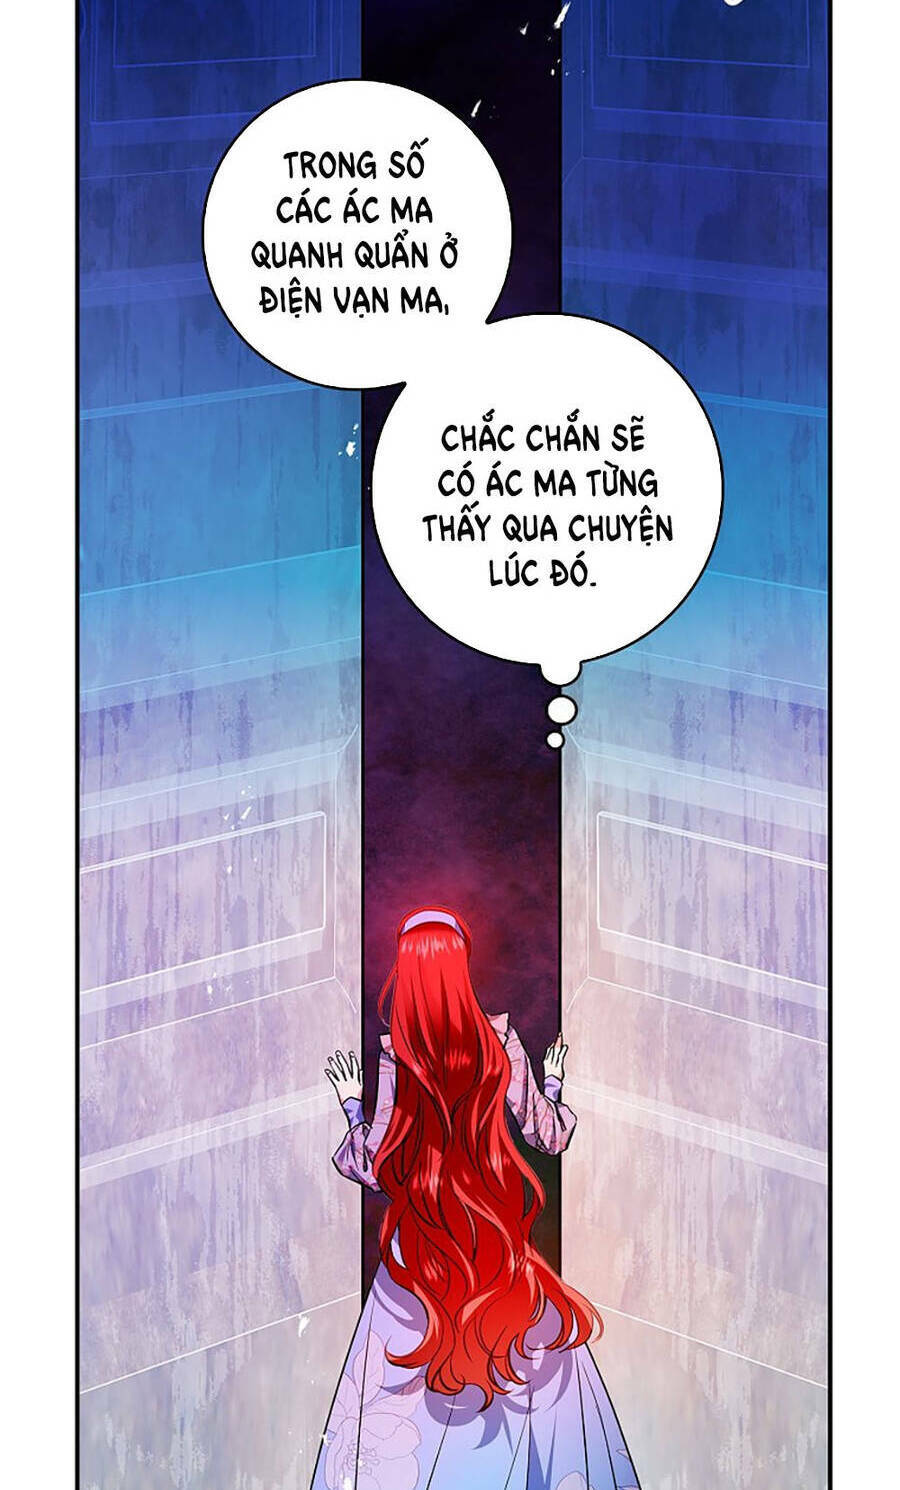 TRONG SỐ
CÁC ÁC MA
QUANH QUẨN Ở
ĐIỆN VẠN MA,
CHẮC CHẮN SẼ
CÓ ÁC MA TỪNG
THẤY QUA CHUYỆN
LÚC ĐÓ.